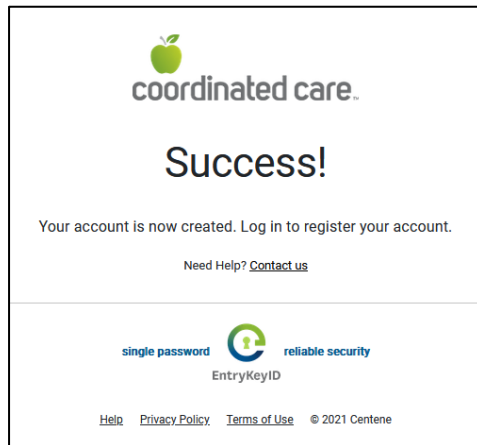 coordinated care™
Success!
Your account is now created. Log in to register your account.
Need Help? Contact us
single password reliable security
EntryKeyID
Help Privacy Policy Terms of Use © 2021 Centene